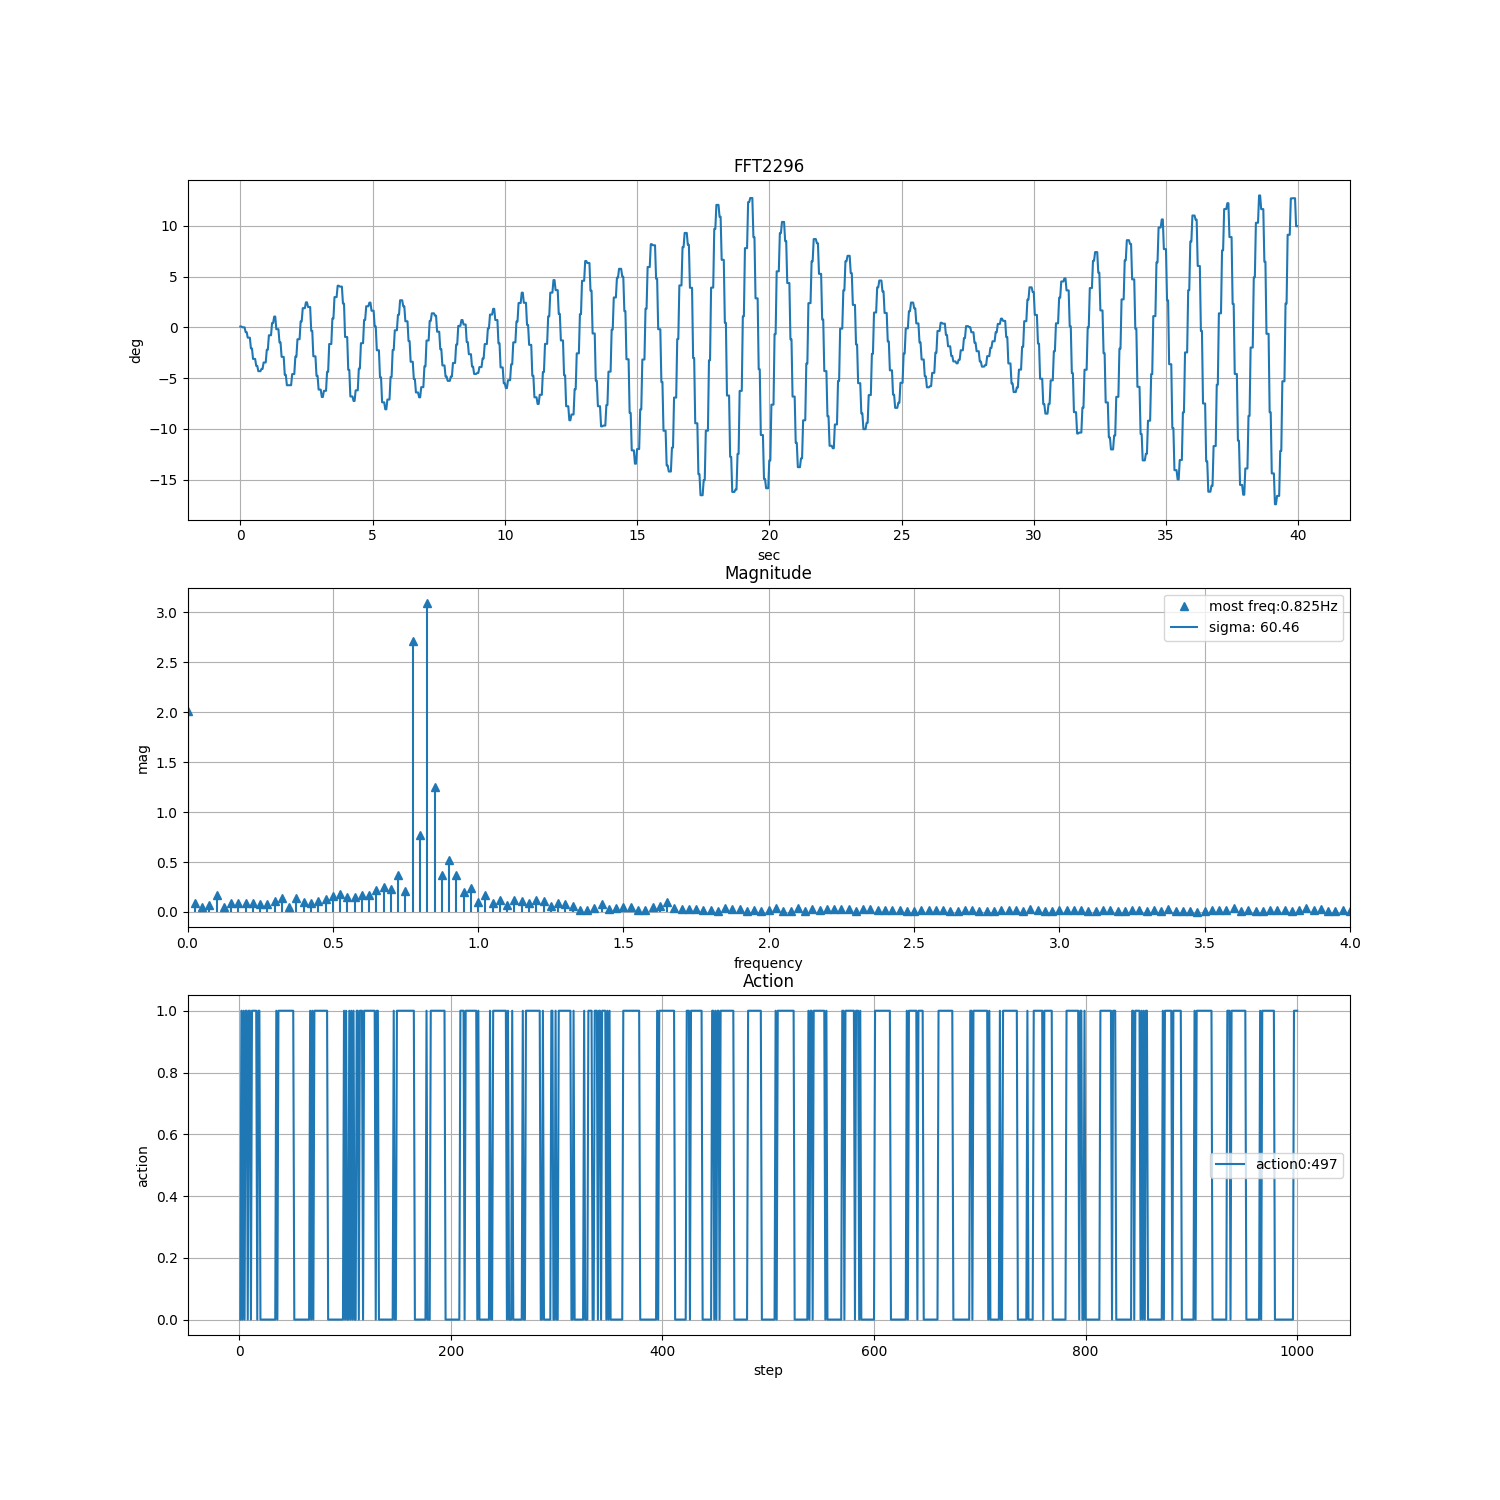 FFT2296
10
5
0
−5
−10
−15
deg
0 5 10 15 20 25 30 35 40
sec
Magnitude
3.0
2.5
2.0
1.5
1.0
0.5
0.0
mag
most freq:0.825Hz
sigma: 60.46
0.0 0.5 1.0 1.5 2.0 2.5 3.0 3.5 4.0
frequency
Action
1.0
0.8
0.6
0.4
0.2
0.0
action
action0:497
0 200 400 600 800 1000
step